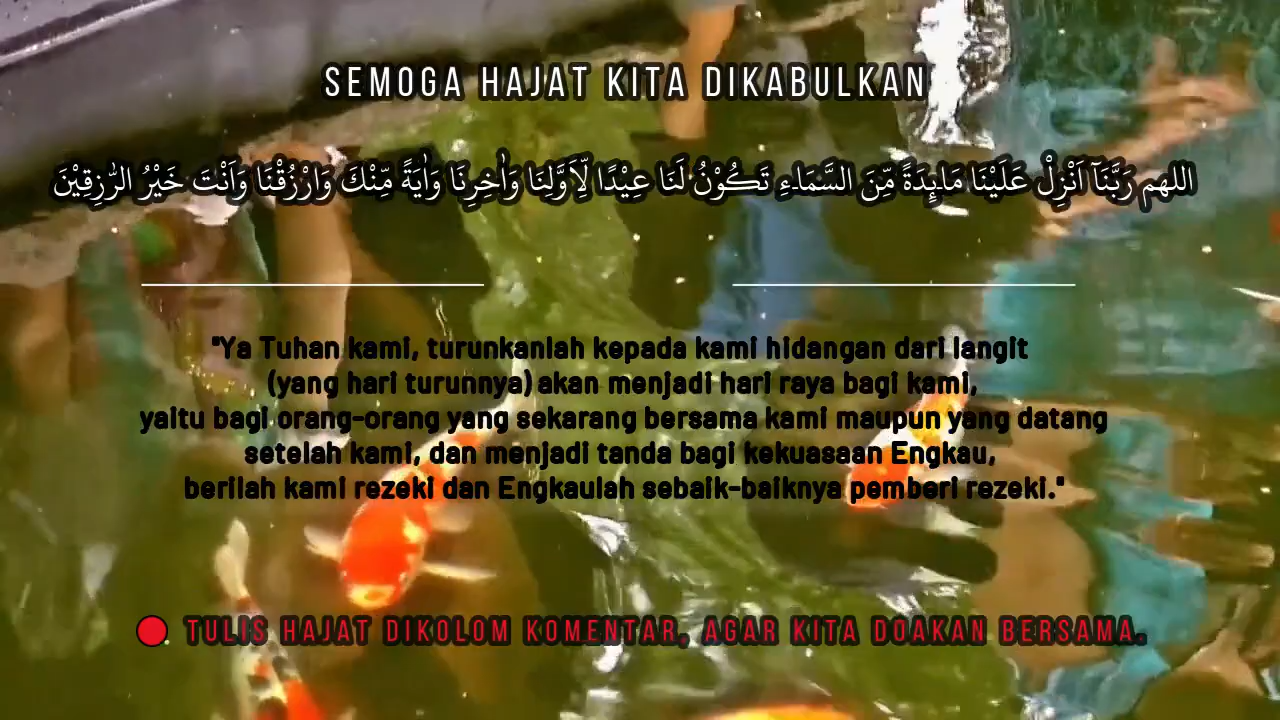 SEMOGA HAJAT KITA DIKABULKAN
اللهم رَبَّنَآ اَنْزِلْ عَلَيْنَا مَاۤىِٕدَةً مِّنَ السَّمَاۤءِ تَكُوْنُ لَنَا عِيْدًا لِّاَوَّلِنَا وَاٰخِرِنَا وَاٰيَةً مِّنْكَ وَارْزُقْنَا وَاَنْتَ خَيْرُ الرّٰزِقِيْنَ
"Ya Tuhan kami, turunkanlah kepada kami hidangan dari langit
(yang hari turunnya) akan menjadi hari raya bagi kami,
yaitu bagi orang-orang yang sekarang bersama kami maupun yang datang
setelah kami, dan menjadi tanda bagi kekuasaan Engkau,
berilah kami rezeki dan Engkaulah sebaik-baiknya pemberi rezeki."
TULIS HAJAT DIKOLOM KOMENTAR, AGAR KITA DOAKAN BERSAMA.